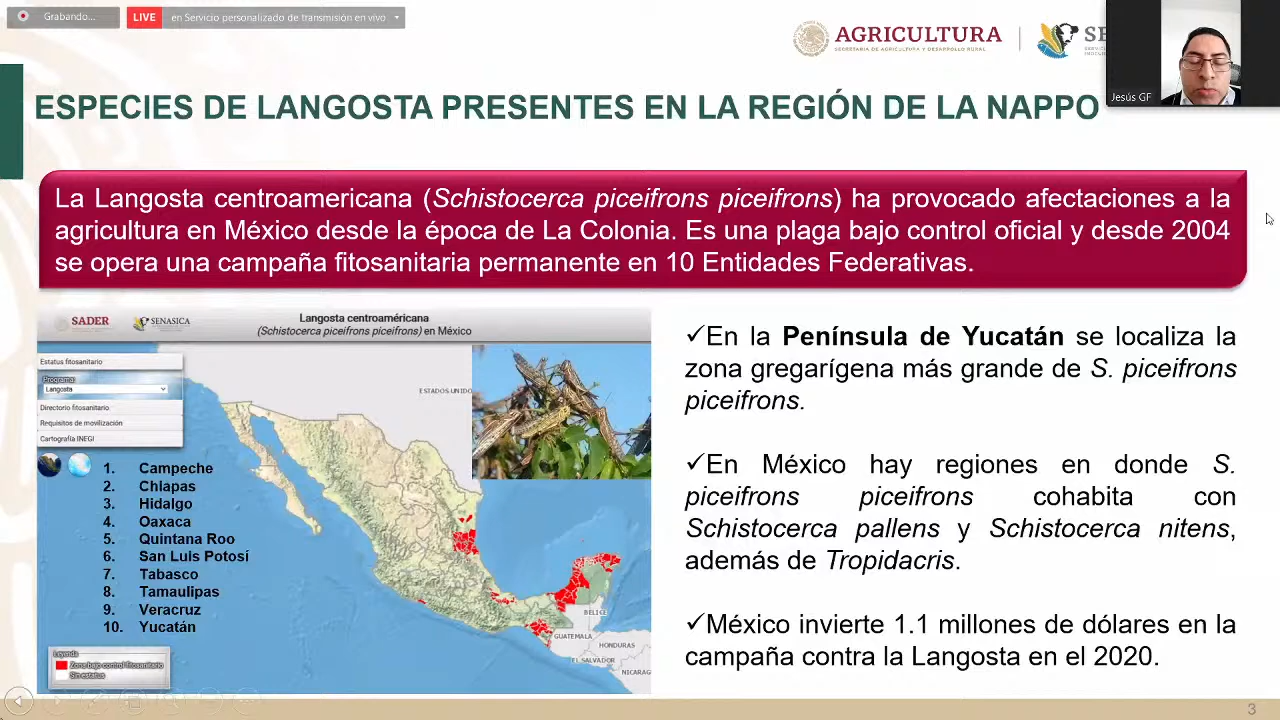 Grabando...
LIVE
en Servicio personalizado de transmisión en vivo
AGRICULTURA
SECRETARÍA DE AGRICULTURA Y DESARROLLO RURAL
SE
Jesús GF
ESPECIES DE LANGOSTA PRESENTES EN LA REGIÓN DE LA NAPPO
La Langosta centroamericana (Schistocerca piceifrons piceifrons) ha provocado afectaciones a la
agricultura en México desde la época de La Colonia. Es una plaga bajo control oficial y desde 2004
se opera una campaña fitosanitaria permanente en 10 Entidades Federativas.
SADER
SENASICA
Langosta centroaméricana
(Schistocerca piceifrons piceifrons) en México
Estatus fitosanitario
Programa:
Langosta
Directorio fitosanitario
Requisitos de movilización
Cartografía INEGI
ESTADOS UNIDO
1. Campeche
2. Chiapas
3. Hidalgo
4. Oaxaca
5. Quintana Roo
6. San Luis Potosí
7. Tabasco
8. Tamaulipas
9. Veracruz
10. Yucatán
BELICE
GUATEMALA
HONDURAS
EL SALVADOR
NICARAG
Leyenda
Zona bajo control fitosanitario
Sin estatus
✓En la Península de Yucatán se localiza la
zona gregarígena más grande de S. piceifrons
piceifrons.
✓En México hay regiones en donde S.
piceifrons piceifrons cohabita con
Schistocerca pallens y Schistocerca nitens,
además de Tropidacris.
✓México invierte 1.1 millones de dólares en la
campaña contra la Langosta en el 2020.
3